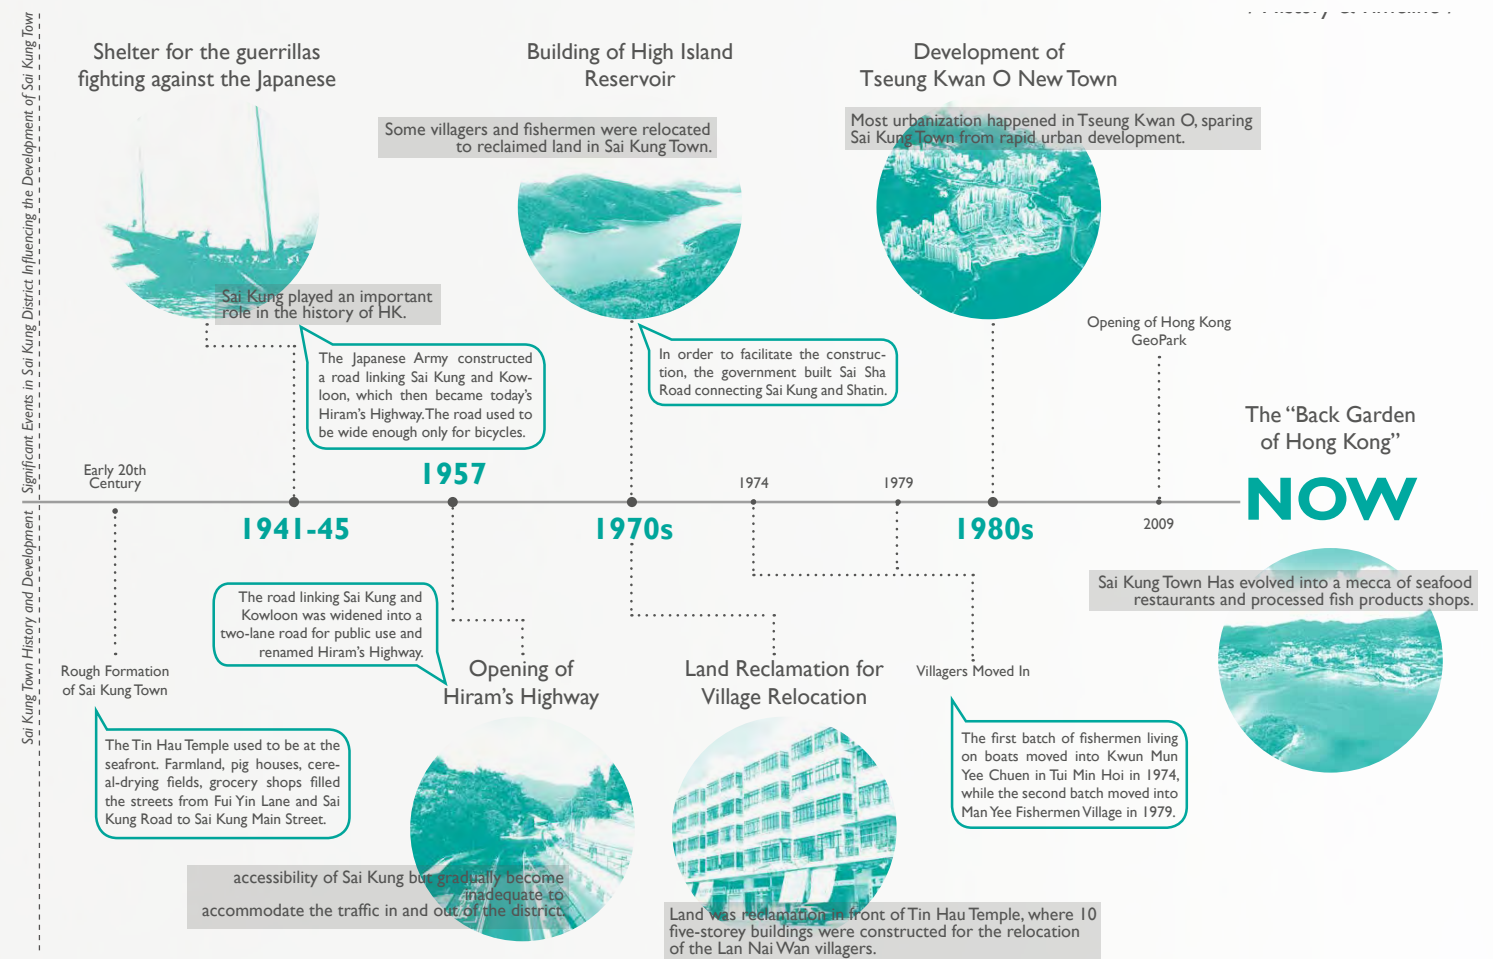 History & Timeline
Significant Events in Sai Kung District Influencing the Development of Sai Kung Town
Sai Kung Town History and Development
Shelter for the guerrillas
fighting against the Japanese
Sai Kung played an important
role in the history of HK.
The Japanese Army constructed
a road linking Sai Kung and Kow-
loon, which then became today's
Hiram's Highway. The road used to
be wide enough only for bicycles.
Building of High Island
Reservoir
Some villagers and fishermen were relocated
to reclaimed land in Sai Kung Town.
In order to facilitate the construc-
tion, the government built Sai Sha
Road connecting Sai Kung and Shatin.
Development of
Tseung Kwan O New Town
Most urbanization happened in Tseung Kwan O, sparing
Sai Kung Town from rapid urban development.
Opening of Hong Kong
GeoPark
The "Back Garden
of Hong Kong"
NOW
Early 20th
Century
1941-45
1957
1970s
1974
1979
1980s
2009
Sai Kung Town Has evolved into a mecca of seafood
restaurants and processed fish products shops.
Rough Formation
of Sai Kung Town
The Tin Hau Temple used to be at the
seafront. Farmland, pig houses, cere-
al-drying fields, grocery shops filled
the streets from Fui Yin Lane and Sai
Kung Road to Sai Kung Main Street.
The road linking Sai Kung and
Kowloon was widened into a
two-lane road for public use and
renamed Hiram's Highway.
Opening of
Hiram's Highway
accessibility of Sai Kung but gradually become
inadequate to
accommodate the traffic in and out of the district.
Land Reclamation for
Village Relocation
Land was reclamation in front of Tin Hau Temple, where 10
five-storey buildings were constructed for the relocation
of the Lan Nai Wan villagers.
Villagers Moved In
The first batch of fishermen living
on boats moved into Kwun Mun
Yee Chuen in Tui Min Hoi in 1974,
while the second batch moved into
Man Yee Fishermen Village in 1979.